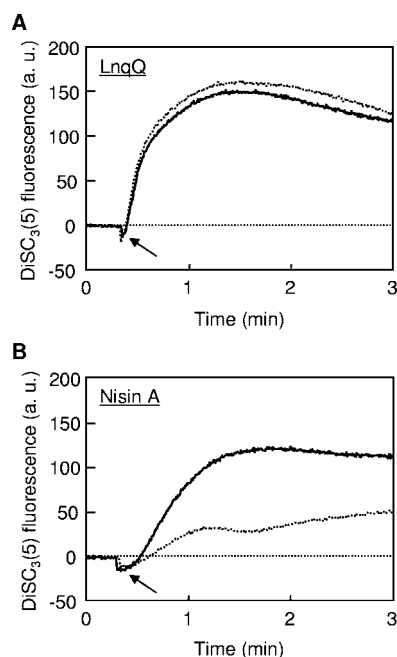 A
LnqQ
DiSC₃(5) fluorescence (a. u.)
200
150
100
50
0
-50
0 1 2 3
Time (min)
B
Nisin A
DiSC₃(5) fluorescence (a. u.)
200
150
100
50
0
-50
0 1 2 3
Time (min)